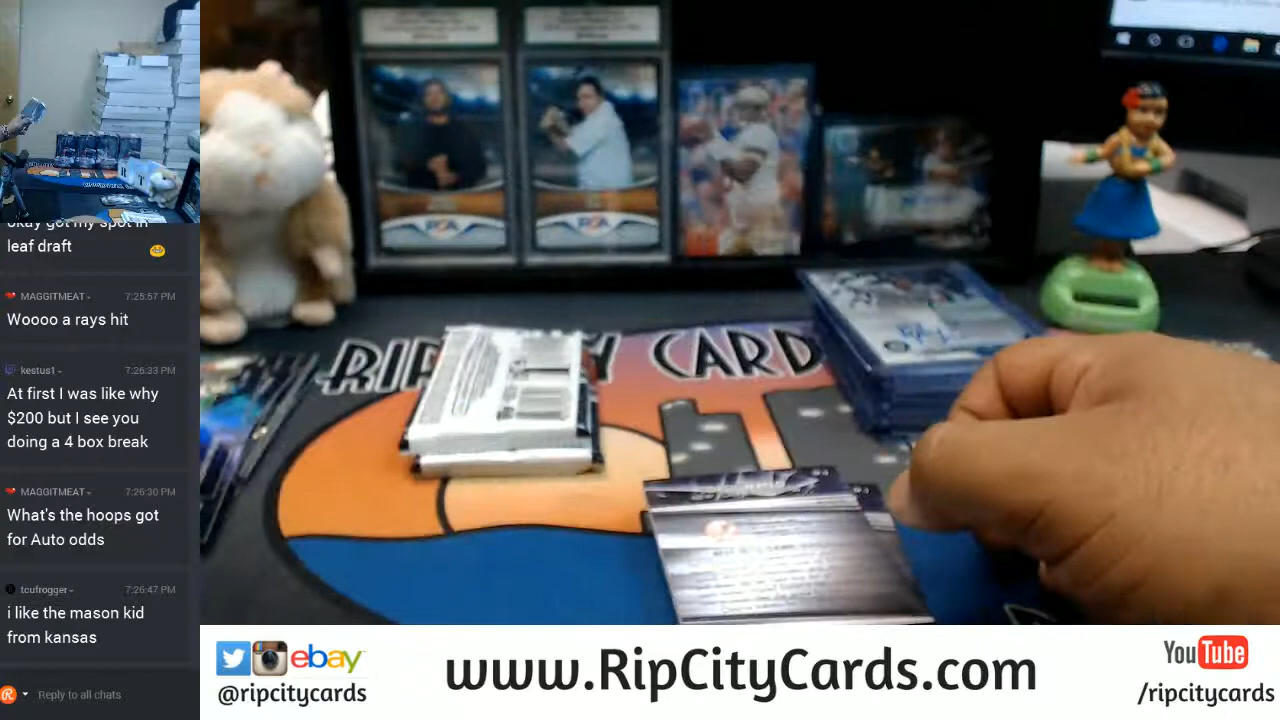 okay got my spot in
leaf draft
MAGGITMEAT 7:25:57 PM
Woooo a rays hit
kestus1 7:26:33 PM
At first I was like why
$200 but I see you
doing a 4 box break
MAGGITMEAT 7:26:30 PM
What's the hoops got
for Auto odds
tcufrogger 7:26:47 PM
i like the mason kid
from kansas
Reply to all chats
PSA
PSA
CARD
ebay
@ripcitycards
www.RipCityCards.com
YouTube
/ripcitycards